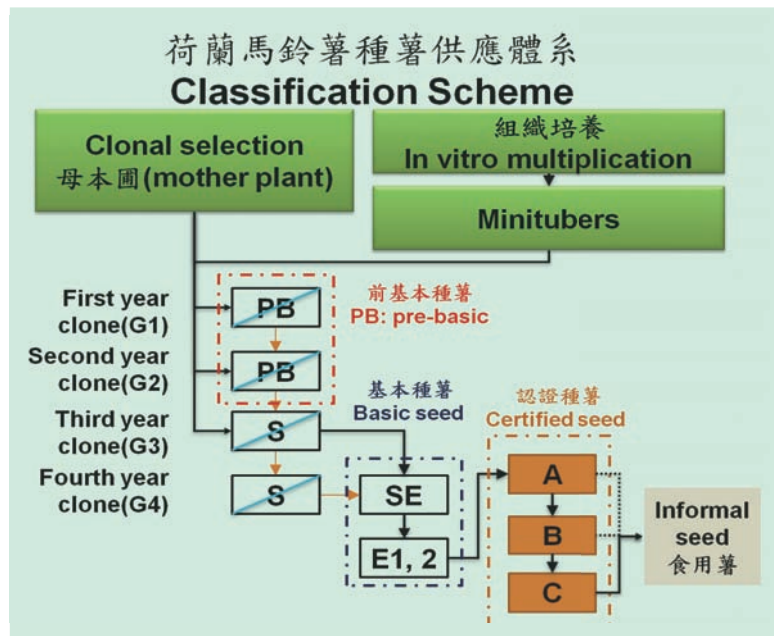 荷蘭馬鈴薯種薯供應體系
Classification Scheme
Clonal selection
母本圃(mother plant)
組織培養
In vitro multiplication
Minitubers
First year
clone(G1)
PB
前基本種薯
PB: pre-basic
Second year
clone(G2)
PB
Third year
clone(G3)
S
Fourth year
clone(G4)
S
基本種薯
Basic seed
SE
E1, 2
認證種薯
Certified seed
A
B
C
Informal
seed
食用薯